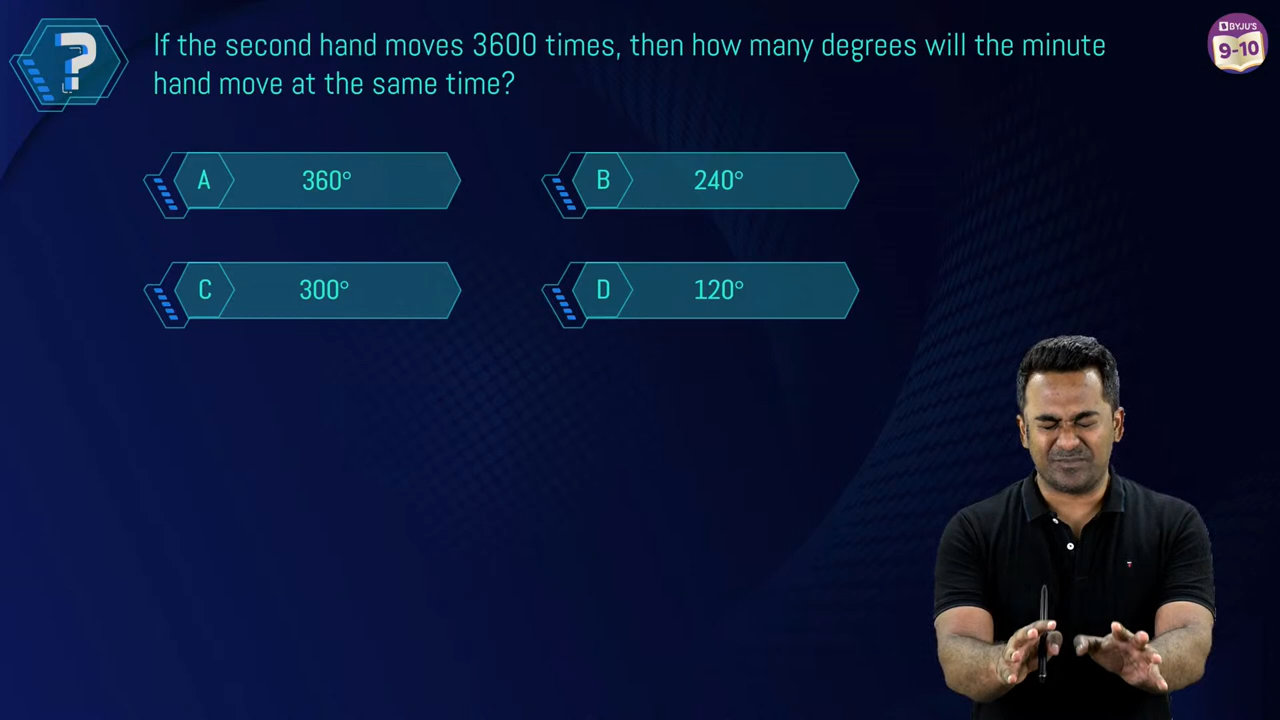 ?
If the second hand moves 3600 times, then how many degrees will the minute
hand move at the same time?
BYJU'S
9-10
A 360°
B 240°
C 300°
D 120°